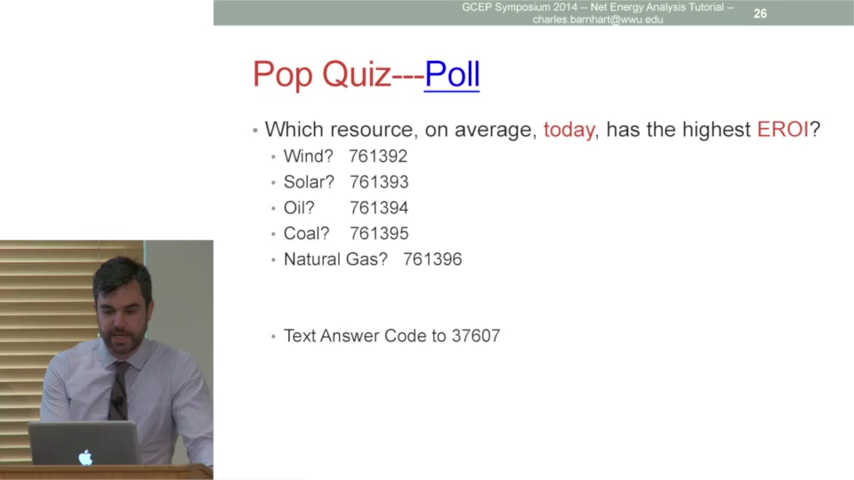 GCEP Symposium 2014 -- Net Energy Analysis Tutorial --
charles.barnhart@wwu.edu
26
Pop Quiz---Poll
• Which resource, on average, today, has the highest EROI?
• Wind? 761392
• Solar? 761393
• Oil? 761394
• Coal? 761395
• Natural Gas? 761396
• Text Answer Code to 37607